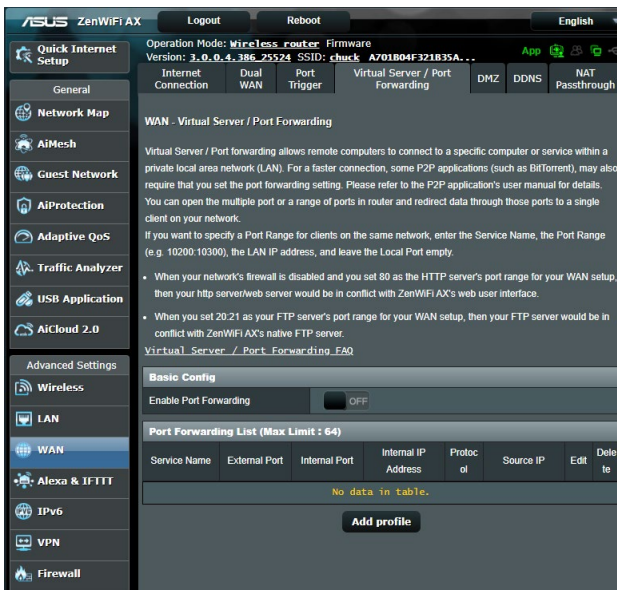 ASUS ZenWiFi AX Logout Reboot English
Quick Internet Setup
Operation Mode: Wireless router Firmware
Version: 3.0.0.4.386_25524 SSID: chuck A701B04F321B35A...
App
General
Network Map
AiMesh
Guest Network
AiProtection
Adaptive QoS
Traffic Analyzer
USB Application
AiCloud 2.0
Advanced Settings
Wireless
LAN
WAN
Alexa & IFTTT
IPv6
VPN
Firewall
Internet Connection
Dual WAN
Port Trigger
Virtual Server / Port Forwarding
DMZ
DDNS
NAT Passthrough
WAN - Virtual Server / Port Forwarding
Virtual Server / Port forwarding allows remote computers to connect to a specific computer or service within a
private local area network (LAN). For a faster connection, some P2P applications (such as BitTorrent), may also
require that you set the port forwarding setting. Please refer to the P2P application's user manual for details.
You can open the multiple port or a range of ports in router and redirect data through those ports to a single
client on your network.
If you want to specify a Port Range for clients on the same network, enter the Service Name, the Port Range
(e.g. 10200:10300), the LAN IP address, and leave the Local Port empty.
• When your network's firewall is disabled and you set 80 as the HTTP server's port range for your WAN setup,
then your http server/web server would be in conflict with ZenWiFi AX's web user interface.
• When you set 20:21 as your FTP server's port range for your WAN setup, then your FTP server would be in
conflict with ZenWiFi AX's native FTP server.
Virtual Server / Port Forwarding FAQ
Basic Config
Enable Port Forwarding OFF
Port Forwarding List (Max Limit : 64)
Service Name External Port Internal Port Internal IP Address Protocol Source IP Edit Delete
No data in table.
Add profile